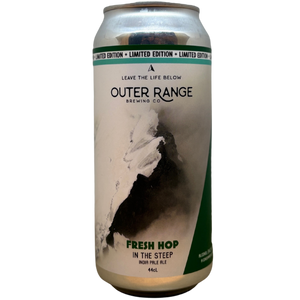 LIMITED EDITION • LIMITED EDITION • LIMITED EDITION
LEAVE THE LIFE BELOW
OUTER RANGE
BREWING CO.
FRESH HOP
IN THE STEEP
INDIA PALE ALE
44cL